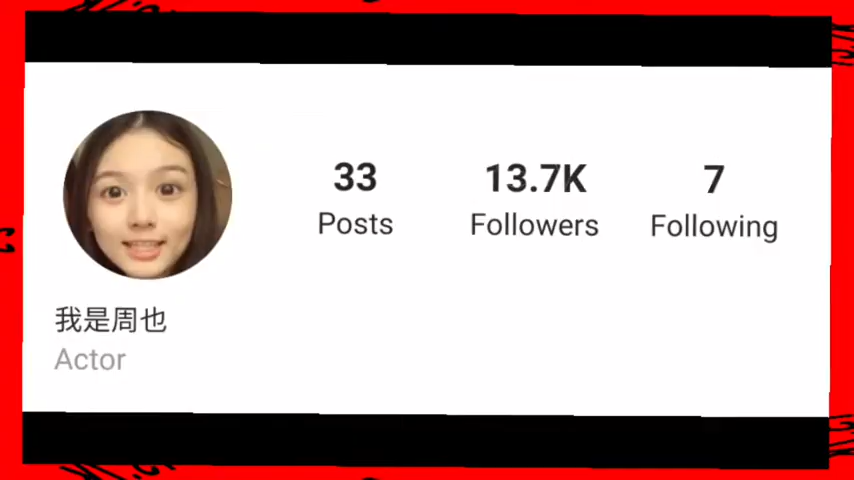 33
13.7K
7
Posts
Followers
Following
我是周也
Actor